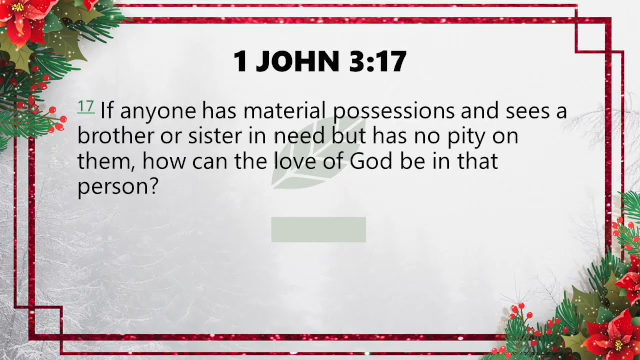 1 JOHN 3:17
17 If anyone has material possessions and sees a
brother or sister in need but has no pity on
them, how can the love of God be in that
person?